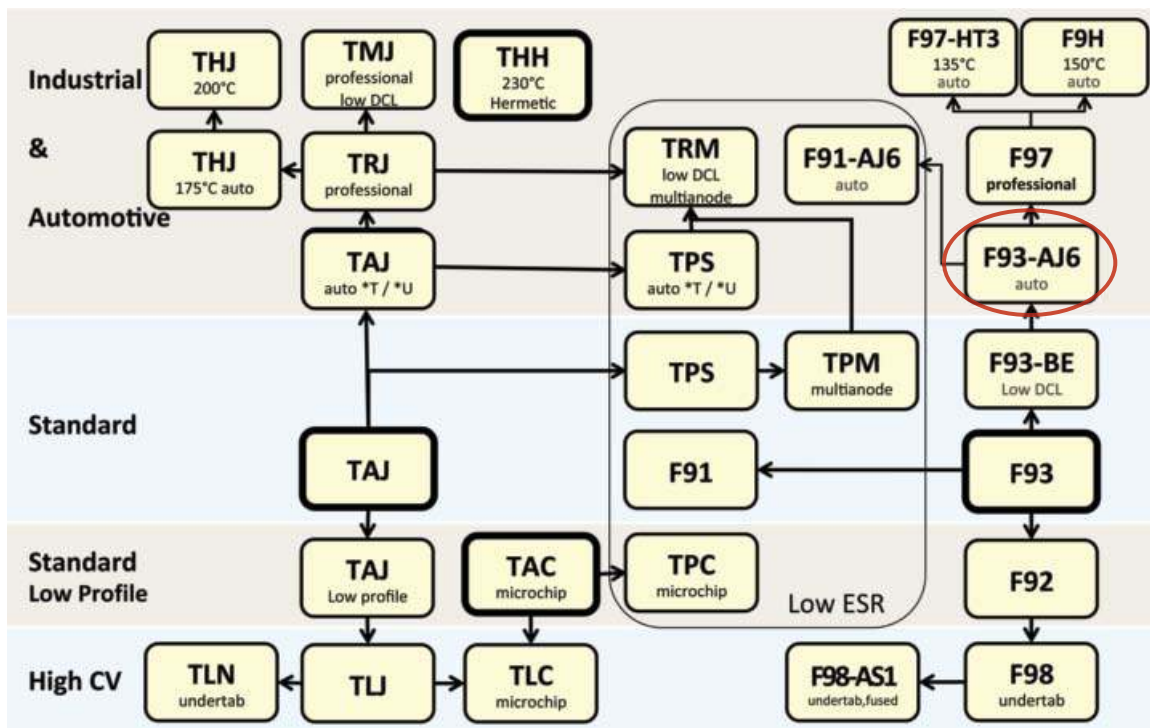 Industrial
&
Automotive
THJ
200°C
TMJ
professional
low DCL
THH
230°C
Hermetic
F97-HT3
135°C
auto
F9H
150°C
auto
THJ
175°C auto
TRJ
professional
TRM
low DCL
multianode
F91-AJ6
auto
F97
professional
TAJ
auto *T / *U
TPS
auto *T / *U
F93-AJ6
auto
Standard
TPS
TPM
multianode
F93-BE
Low DCL
TAJ
F91
F93
Standard
Low Profile
TAJ
Low profile
TAC
microchip
TPC
microchip
Low ESR
F92
High CV
TLN
undertab
TLJ
TLC
microchip
F98-AS1
undertab,fused
F98
undertab